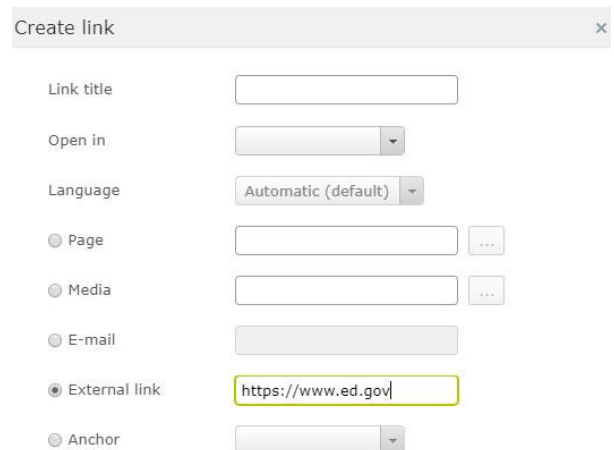 Create link ×
Link title
Open in
Language Automatic (default)
Page ...
Media ...
E-mail
External link https://www.ed.gov
Anchor